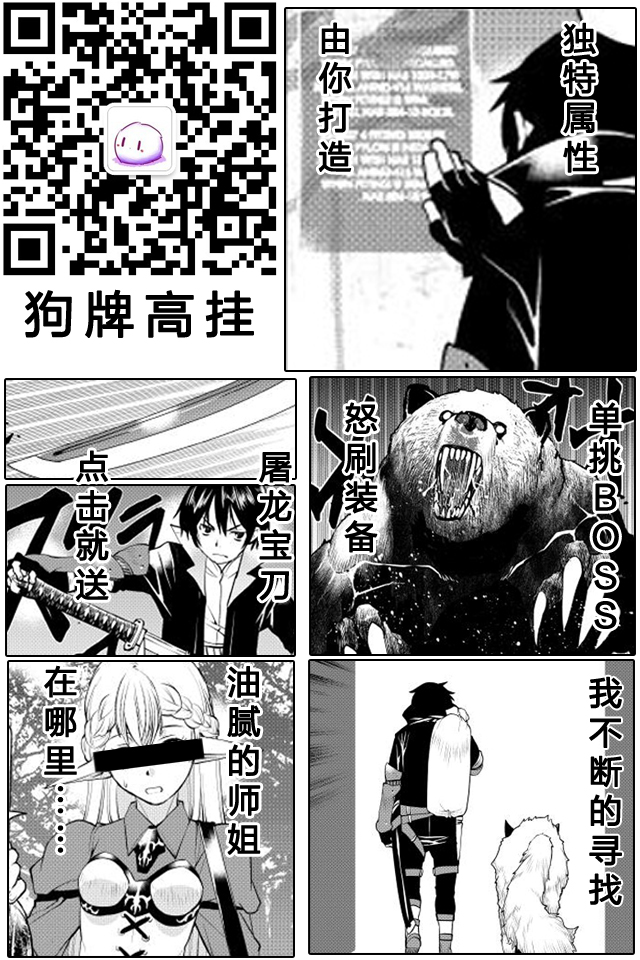 独特属性
由你打造
狗牌高挂
单挑BOSS
怒刷装备
屠龙宝刀
点击就送
我不断的寻找
油腻的师姐
在哪里……